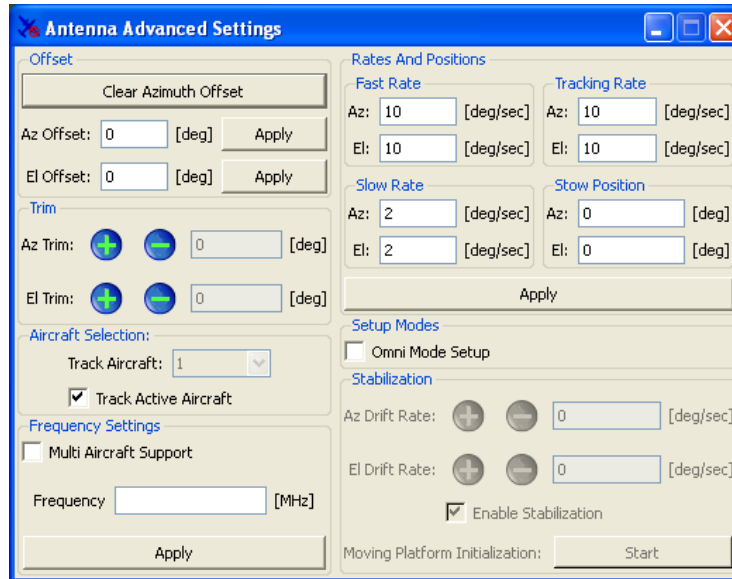 Antenna Advanced Settings
Offset
Clear Azimuth Offset
Az Offset: 0 [deg] Apply
El Offset: 0 [deg] Apply
Trim
Az Trim: 0 [deg]
El Trim: 0 [deg]
Aircraft Selection:
Track Aircraft: 1
Track Active Aircraft
Frequency Settings
Multi Aircraft Support
Frequency [MHz]
Apply
Rates And Positions
Fast Rate
Az: 10 [deg/sec]
El: 10 [deg/sec]
Tracking Rate
Az: 10 [deg/sec]
El: 10 [deg/sec]
Slow Rate
Az: 2 [deg/sec]
El: 2 [deg/sec]
Stow Position
Az: 0 [deg]
El: 0 [deg]
Apply
Setup Modes
Omni Mode Setup
Stabilization
Az Drift Rate: 0 [deg/sec]
El Drift Rate: 0 [deg/sec]
Enable Stabilization
Moving Platform Initialization: Start